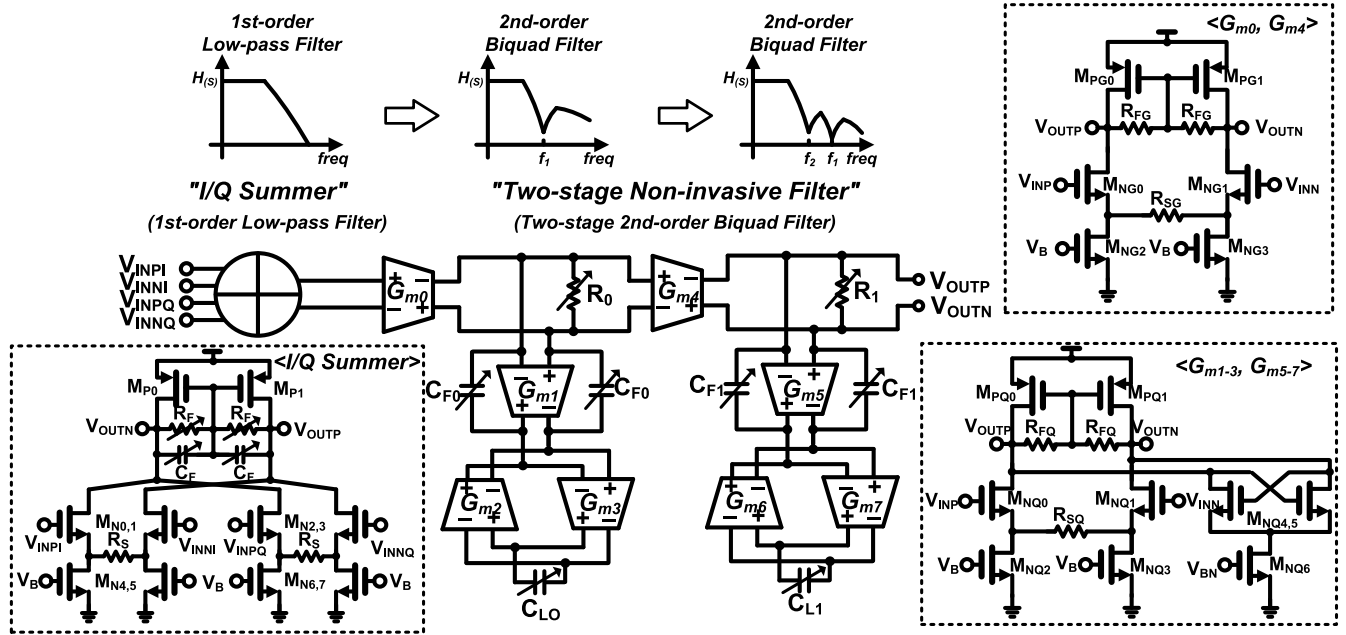 1st-order
Low-pass Filter
H(S)
freq
2nd-order
Biquad Filter
H(S)
f1
freq
2nd-order
Biquad Filter
H(S)
f2
f1
freq
"I/Q Summer"
(1st-order Low-pass Filter)
"Two-stage Non-invasive Filter"
(Two-stage 2nd-order Biquad Filter)
<Gm0, Gm4>
MPG0
MPG1
RFG
RFG
VOUTP
VOUTN
VINP
MNG0
MNG1
VINN
RSG
VB
MNG2
VB
MNG3
VINPI
VINNI
VINPQ
VINNQ
+ −
− +
Gm0
R0
+ −
− +
Gm4
R1
VOUTP
VOUTN
CF0
− +
Gm1
+ −
CF0
CF1
− +
Gm5
+ −
CF1
+ −
Gm2
− +
+ −
Gm3
− +
CLO
+ −
Gm6
− +
+ −
Gm7
− +
CL1
<I/Q Summer>
MP0
MP1
RF
RF
VOUTN
VOUTP
CF
CF
VINPI
MN0,1
VINNI
VINPQ
MN2,3
VINNQ
RS
RS
VB
MN4,5
VB
MN6,7
VB
<Gm1-3, Gm5-7>
MPQ0
MPQ1
VOUTP
RFQ
RFQ
VOUTN
VINP
MNQ0
MNQ1
VINN
MNQ4,5
RSQ
VB
MNQ2
VB
MNQ3
VBN
MNQ6